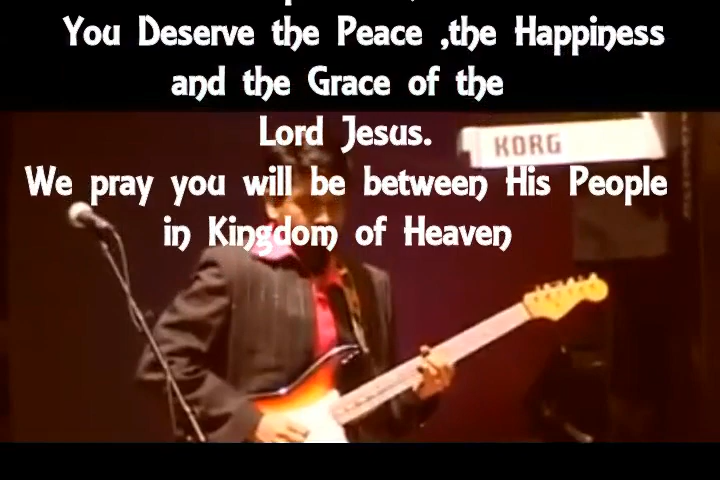 You Deserve the Peace ,the Happiness
and the Grace of the
Lord Jesus.
KORG
We pray you will be between His People
in Kingdom of Heaven